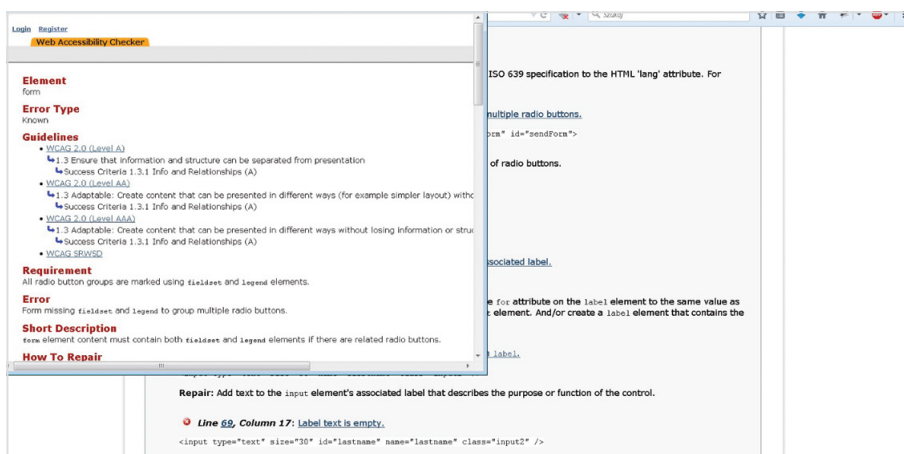 Login Register
Web Accessibility Checker
Element
form
Error Type
Known
Guidelines
• WCAG 2.0 (Level A)
1.3 Ensure that information and structure can be separated from presentation
Success Criteria 1.3.1 Info and Relationships (A)
• WCAG 2.0 (Level AA)
1.3 Adaptable: Create content that can be presented in different ways (for example simpler layout) witho
Success Criteria 1.3.1 Info and Relationships (A)
• WCAG 2.0 (Level AAA)
1.3 Adaptable: Create content that can be presented in different ways without losing information or struc
Success Criteria 1.3.1 Info and Relationships (A)
• WCAG SRWSD
Requirement
All radio button groups are marked using fieldset and legend elements.
Error
Form missing fieldset and legend to group multiple radio buttons.
Short Description
form element content must contain both fieldset and legend elements if there are related radio buttons.
How To Repair
Szukaj
ISO 639 specification to the HTML 'lang' attribute. For
multiple radio buttons.
orm" id="sendForm">
of radio buttons.
ssociated label.
e for attribute on the label element to the same value as
element. And/or create a label element that contains the
label.
Repair: Add text to the input element's associated label that describes the purpose or function of the control.
Line 69, Column 17: Label text is empty.
<input type="text" size="30" id="lastname" name="lastname" class="input2" />